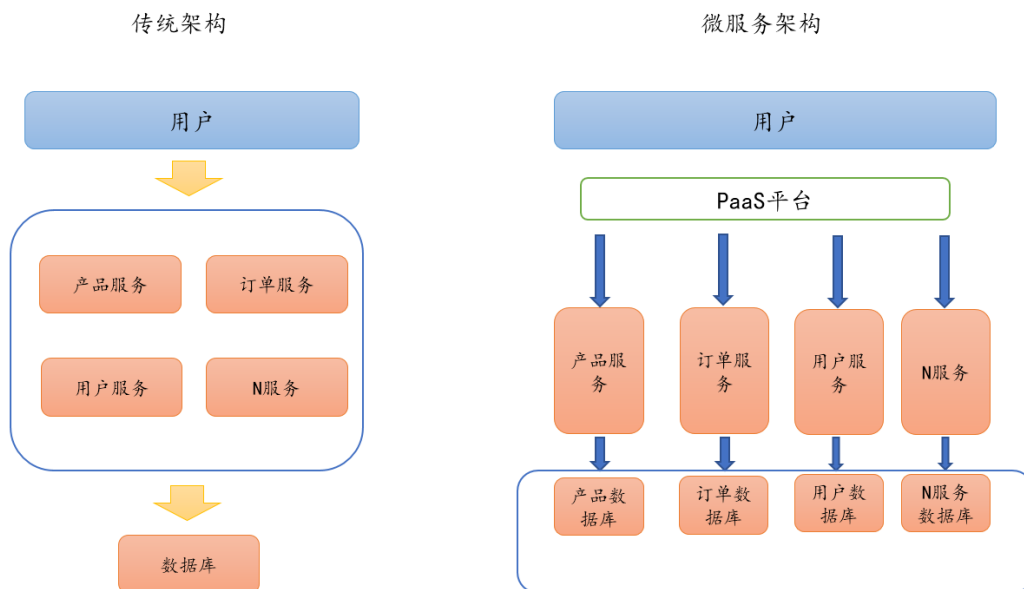 传统架构
用户
产品服务
订单服务
用户服务
N服务
数据库
微服务架构
用户
PaaS平台
产品服
务
订单服
务
用户服
务
N服务
产品数
据库
订单数
据库
用户数
据库
N服务
数据库